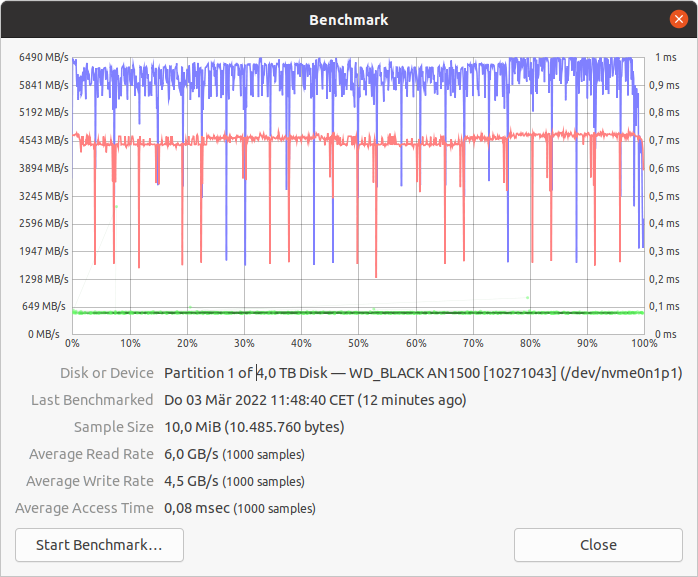 Benchmark
6490 MB/s
1 ms
5841 MB/s
0,9 ms
5192 MB/s
0,8 ms
4543 MB/s
0,7 ms
3894 MB/s
0,6 ms
3245 MB/s
0,5 ms
2596 MB/s
0,4 ms
1947 MB/s
0,3 ms
1298 MB/s
0,2 ms
649 MB/s
0,1 ms
0 MB/s
0 ms
0% 10% 20% 30% 40% 50% 60% 70% 80% 90% 100%
Disk or Device Partition 1 of 4,0 TB Disk — WD_BLACK AN1500 [10271043] (/dev/nvme0n1p1)
Last Benchmarked Do 03 Mär 2022 11:48:40 CET (12 minutes ago)
Sample Size 10,0 MiB (10.485.760 bytes)
Average Read Rate 6,0 GB/s (1000 samples)
Average Write Rate 4,5 GB/s (1000 samples)
Average Access Time 0,08 msec (1000 samples)
Start Benchmark… Close